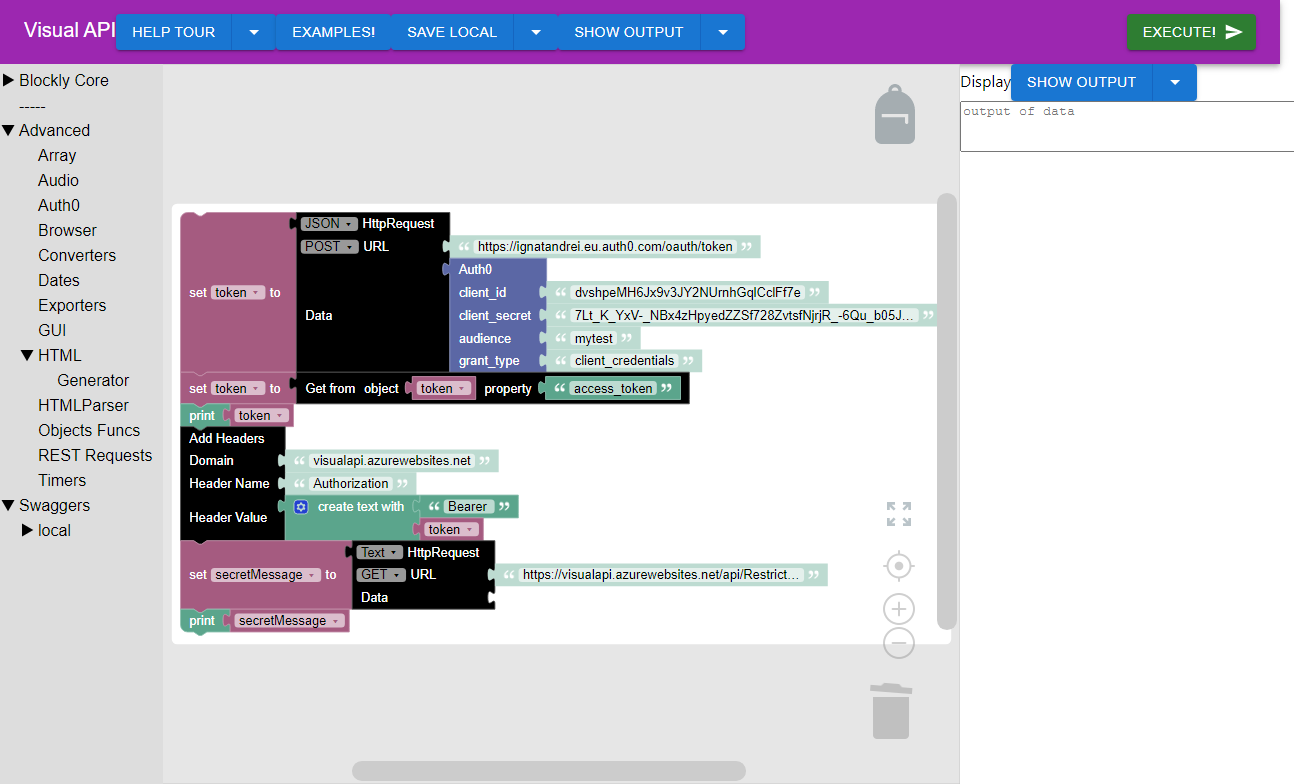 Visual API HELP TOUR EXAMPLES! SAVE LOCAL SHOW OUTPUT EXECUTE!
Blockly Core
-----
Advanced
Array
Audio
Auth0
Browser
Converters
Dates
Exporters
GUI
HTML
Generator
HTMLParser
Objects Funcs
REST Requests
Timers
Swaggers
local
JSON HttpRequest
POST URL “ https://ignatandrei.eu.auth0.com/oauth/token ”
Auth0
set token to
client_id “ dvshpeMH6Jx9v3JY2NUrnhGqlCclFf7e ”
Data
client_secret “ 7Lt_K_YxV-_NBx4zHpyedZZSf728ZvtsfNjrjR_-6Qu_b05J... ”
audience “ mytest ”
grant_type “ client_credentials ”
set token to Get from object token property “ access_token ”
print token
Add Headers
Domain “ visualapi.azurewebsites.net ”
Header Name “ Authorization ”
Header Value create text with “ Bearer ”
token
Text HttpRequest
set secretMessage to GET URL “ https://visualapi.azurewebsites.net/api/Restrict... ”
Data
print secretMessage
Display SHOW OUTPUT
output of data